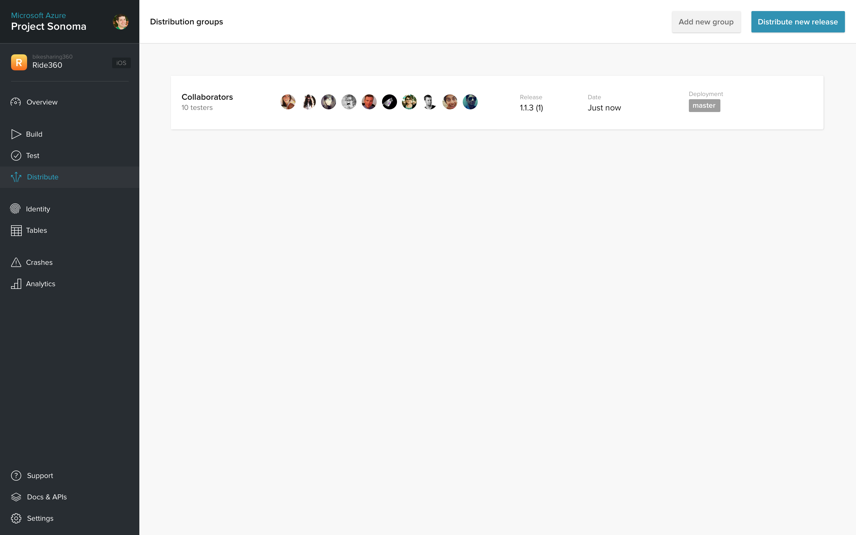 Microsoft Azure
Project Sonoma
R
bikesharing360
Ride360
iOS
Overview
Build
Test
Distribute
Identity
Tables
Crashes
Analytics
Support
Docs & APIs
Settings
Distribution groups
Add new group
Distribute new release
Collaborators
10 testers
Release
1.1.3 (1)
Date
Just now
Deployment
master